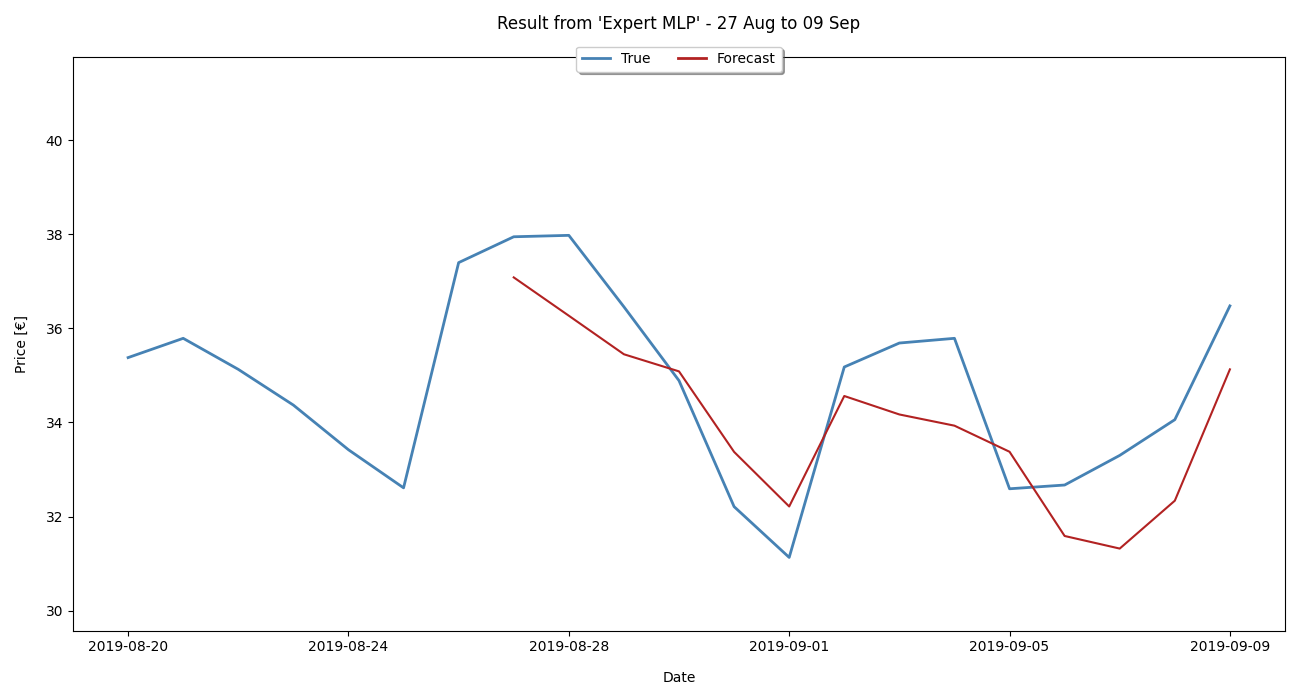 Result from 'Expert MLP' - 27 Aug to 09 Sep
True Forecast
40
38
36
34
32
30
Price [€]
2019-08-20 2019-08-24 2019-08-28 2019-09-01 2019-09-05 2019-09-09
Date